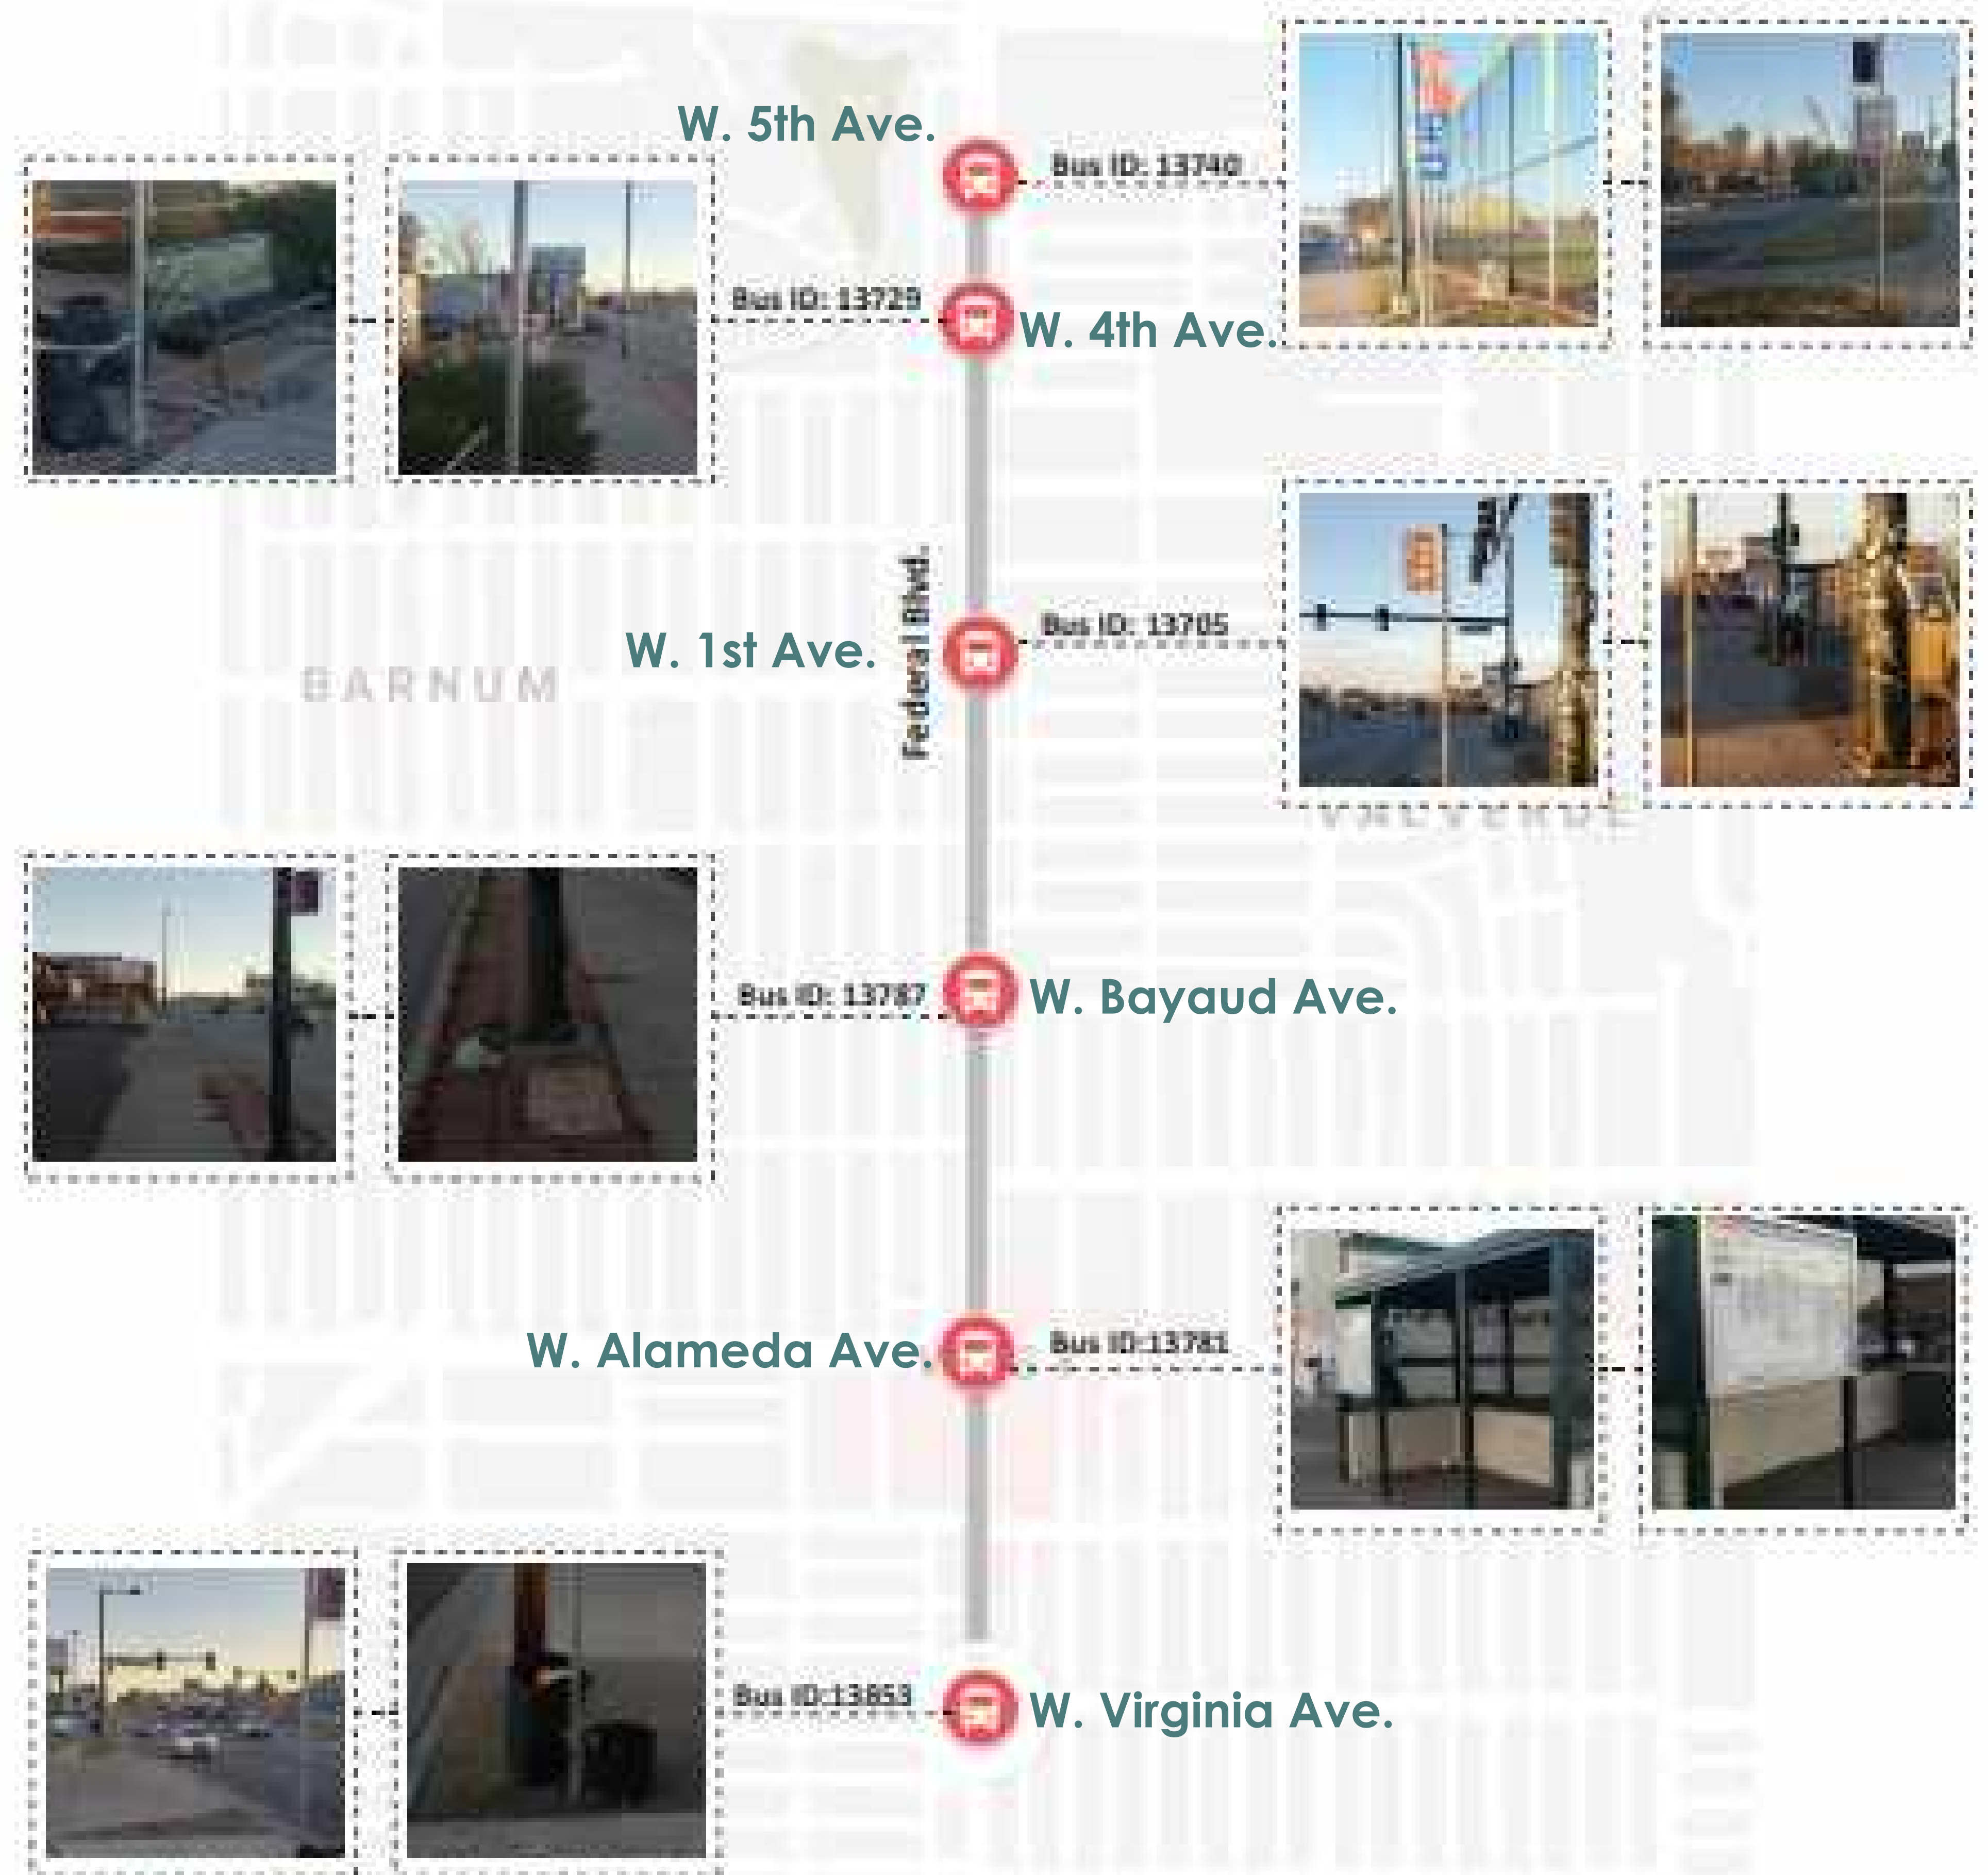 W. 5th Ave.
Bus ID: 13740
Bus ID: 13729
W. 4th Ave.
Federal Blvd.
W. 1st Ave.
Bus ID: 13705
BARNUM
VALVERDE
Bus ID: 13787
W. Bayaud Ave.
W. Alameda Ave.
Bus ID:13781
Bus ID:13853
W. Virginia Ave.